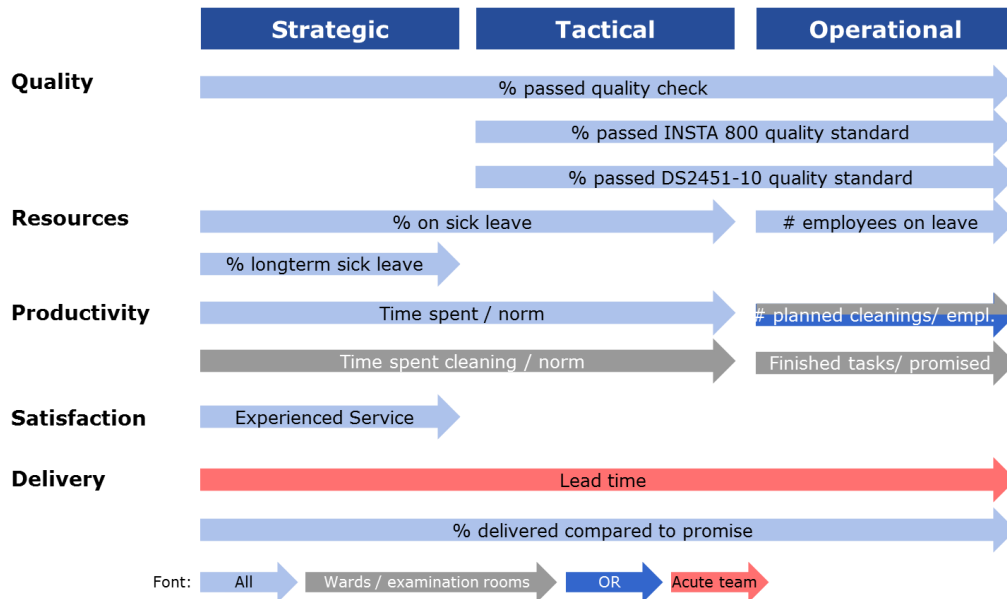 Strategic Tactical Operational
Quality
% passed quality check
% passed INSTA 800 quality standard
% passed DS2451-10 quality standard
Resources
% on sick leave # employees on leave
% longterm sick leave
Productivity
Time spent / norm # planned cleanings/ empl.
Time spent cleaning / norm Finished tasks/ promised
Satisfaction
Experienced Service
Delivery
Lead time
% delivered compared to promise
Font: All Wards / examination rooms OR Acute team